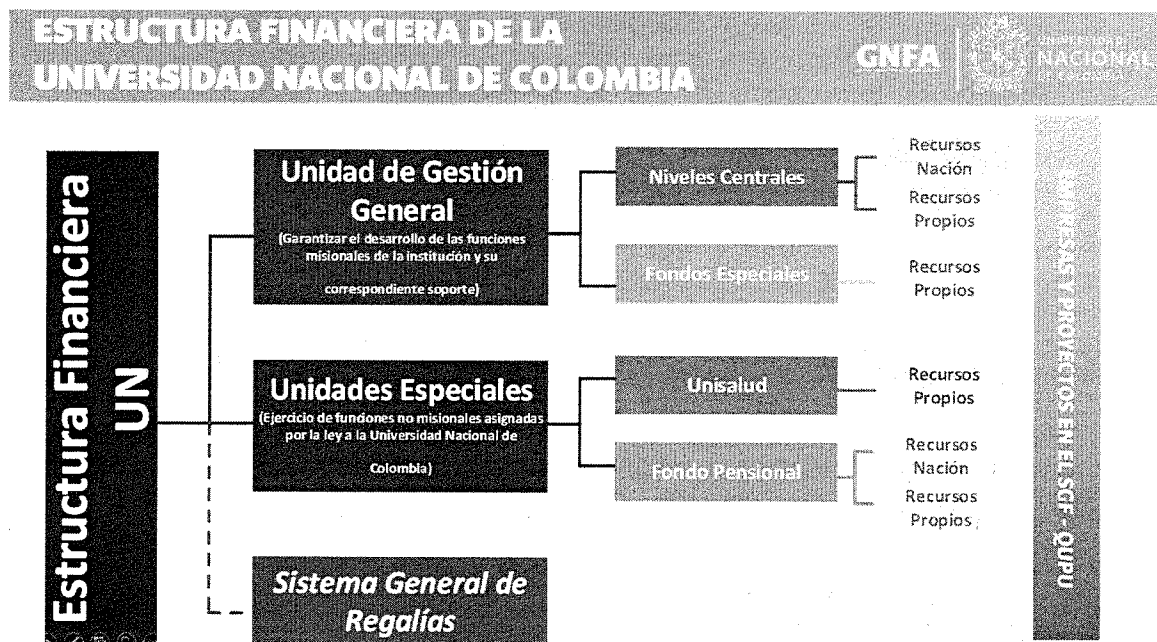 ESTRUCTURA FINANCIERA DE LA
UNIVERSIDAD NACIONAL DE COLOMBIA
GNFA
UNIVERSIDAD
NACIONAL
DE COLOMBIA
Estructura Financiera
UN
Unidad de Gestión
General
(Garantizar el desarrollo de las funciones
misionales de la institución y su
correspondiente soporte)
Niveles Centrales
Recursos
Nación
Recursos
Propios
Fondos Especiales
Recursos
Propios
Unidades Especiales
(Ejercicio de funciones no misionales asignadas
por la ley a la Universidad Nacional de
Colombia)
Unisalud
Recursos
Propios
Fondo Pensional
Recursos
Nación
Recursos
Propios
Sistema General de
Regalías
EMPRESAS Y PROYECTOS EN EL SGF - QUIPU